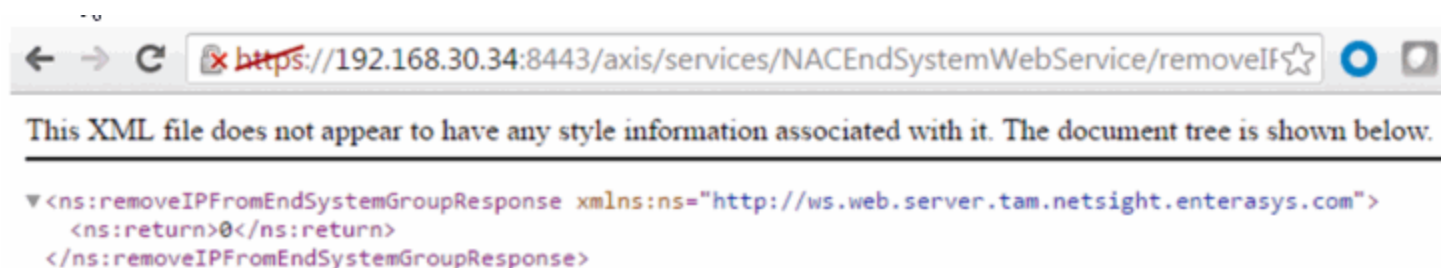 https://192.168.30.34:8443/axis/services/NACEndSystemWebService/removeIP
This XML file does not appear to have any style information associated with it. The document tree is shown below.
▼<ns:removeIPFromEndSystemGroupResponse xmlns:ns="http://ws.web.server.tam.netsight.enterasys.com">
<ns:return>0</ns:return>
</ns:removeIPFromEndSystemGroupResponse>